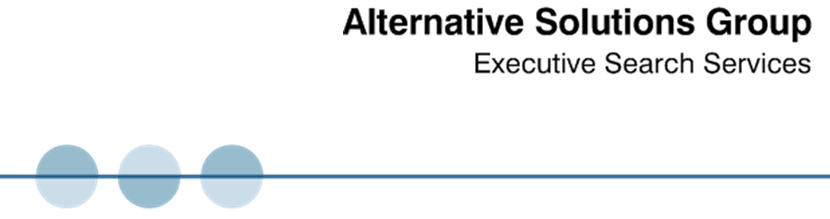 Alternative Solutions Group
Executive Search Services